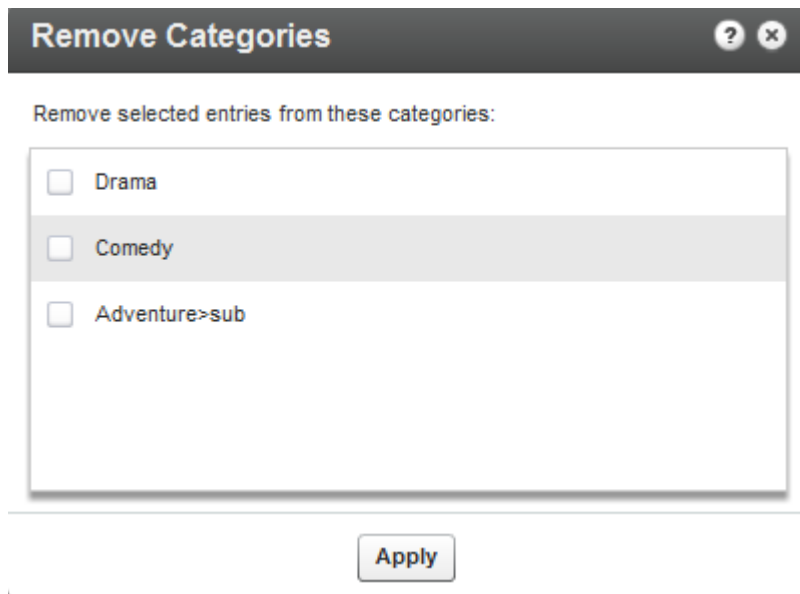 Remove Categories
Remove selected entries from these categories:
Drama
Comedy
Adventure>sub
Apply